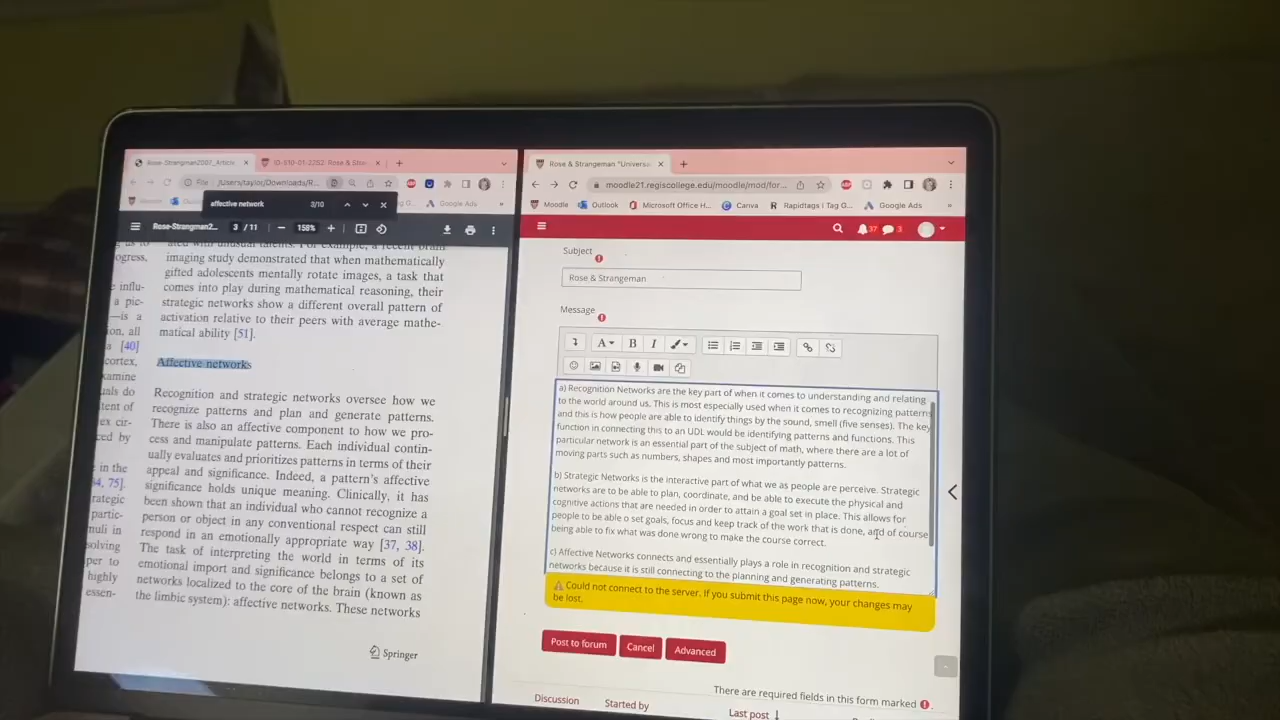 Rose-Strangman2007_Article
Rose & Stran
File
/Users/taylor/Downloads/R...
affective network
3/10
Google Ads
Rose-Strangman2...
3 / 11
158%
imaging study demonstrated that when mathematically
gifted adolescents mentally rotate images, a task that
comes into play during mathematical reasoning, their
strategic networks show a different overall pattern of
activation relative to their peers with average mathe-
matical ability [51].
Affective networks
Recognition and strategic networks oversee how we
recognize patterns and plan and generate patterns.
There is also an affective component to how we pro-
cess and manipulate patterns. Each individual contin-
ually evaluates and prioritizes patterns in terms of their
appeal and significance. Indeed, a pattern's affective
significance holds unique meaning. Clinically, it has
been shown that an individual who cannot recognize a
person or object in any conventional respect can still
respond in an emotionally appropriate way [37, 38].
The task of interpreting the world in terms of its
emotional import and significance belongs to a set of
networks localized to the core of the brain (known as
the limbic system): affective networks. These networks
Springer
Rose & Strangeman "Universa
moodle21.regiscollege.edu/moodle/mod/for...
Moodle
Outlook
Microsoft Office H...
Canva
Rapidtags | Tag G...
Google Ads
37
3
Subject
Rose & Strangeman
Message
a) Recognition Networks are the key part of when it comes to understanding and relating
to the world around us. This is most especially used when it comes to recognizing patterns
and this is how people are able to identify things by the sound, smell (five senses). The key
function in connecting this to an UDL would be identifying patterns and functions. This
particular network is an essential part of the subject of math, where there are a lot of
moving parts such as numbers, shapes and most importantly patterns.
b) Strategic Networks is the interactive part of what we as people are perceive. Strategic
networks are to be able to plan, coordinate, and be able to execute the physical and
cognitive actions that are needed in order to attain a goal set in place. This allows for
people to be able o set goals, focus and keep track of the work that is done, and of course
being able to fix what was done wrong to make the course correct.
c) Affective Networks connects and essentially plays a role in recognition and strategic
networks because it is still connecting to the planning and generating patterns.
Could not connect to the server. If you submit this page now, your changes may
be lost.
Post to forum
Cancel
Advanced
There are required fields in this form marked
Discussion
Started by
Last post ↓